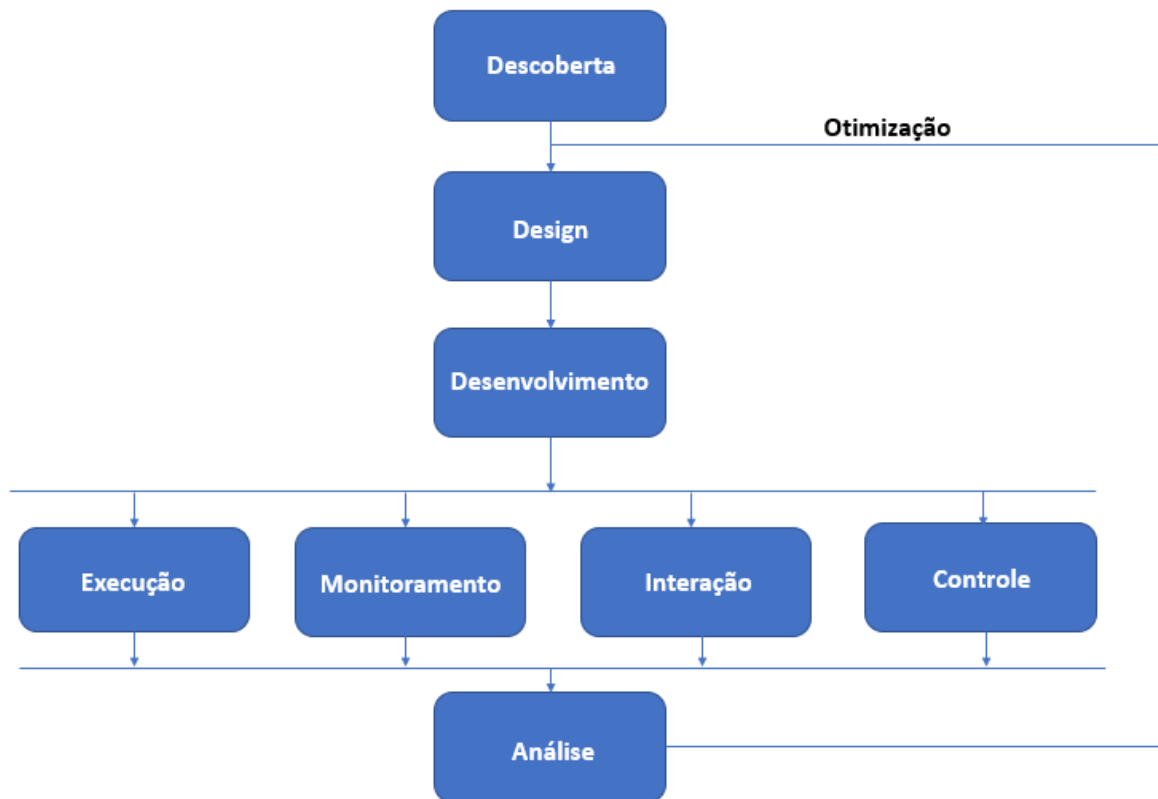 Descoberta
Otimização
Design
Desenvolvimento
Execução
Monitoramento
Interação
Controle
Análise